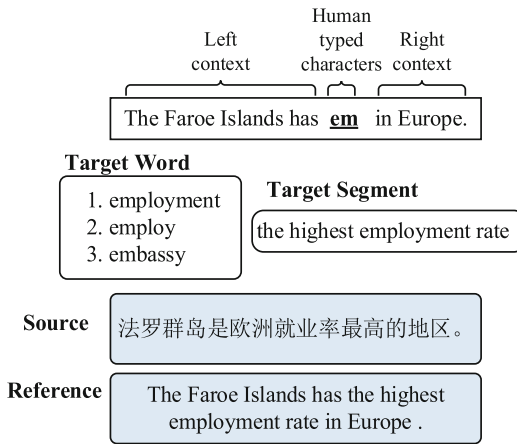 Left
context
Human
typed
characters
Right
context
The Faroe Islands has em in Europe.
Target Word
1. employment
2. employ
3. embassy
Target Segment
the highest employment rate
Source
法罗群岛是欧洲就业率最高的地区。
Reference
The Faroe Islands has the highest
employment rate in Europe .